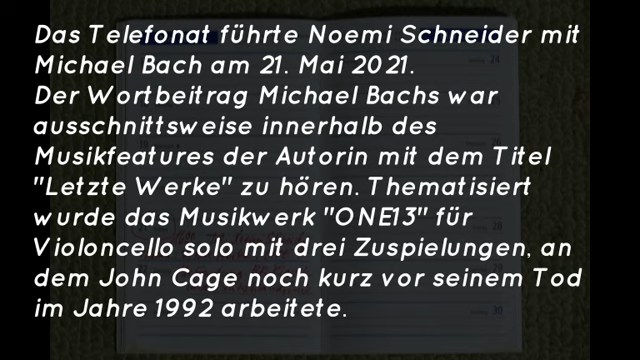 Das Telefonat führte Noemi Schneider mit
Michael Bach am 21. Mai 2021.
Der Wortbeitrag Michael Bachs war
ausschnittsweise innerhalb des
Musikfeatures der Autorin mit dem Titel
"Letzte Werke" zu hören. Thematisiert
wurde das Musikwerk "ONE13" für
Violoncello solo mit drei Zuspielungen, an
dem John Cage noch kurz vor seinem Tod
im Jahre 1992 arbeitete.